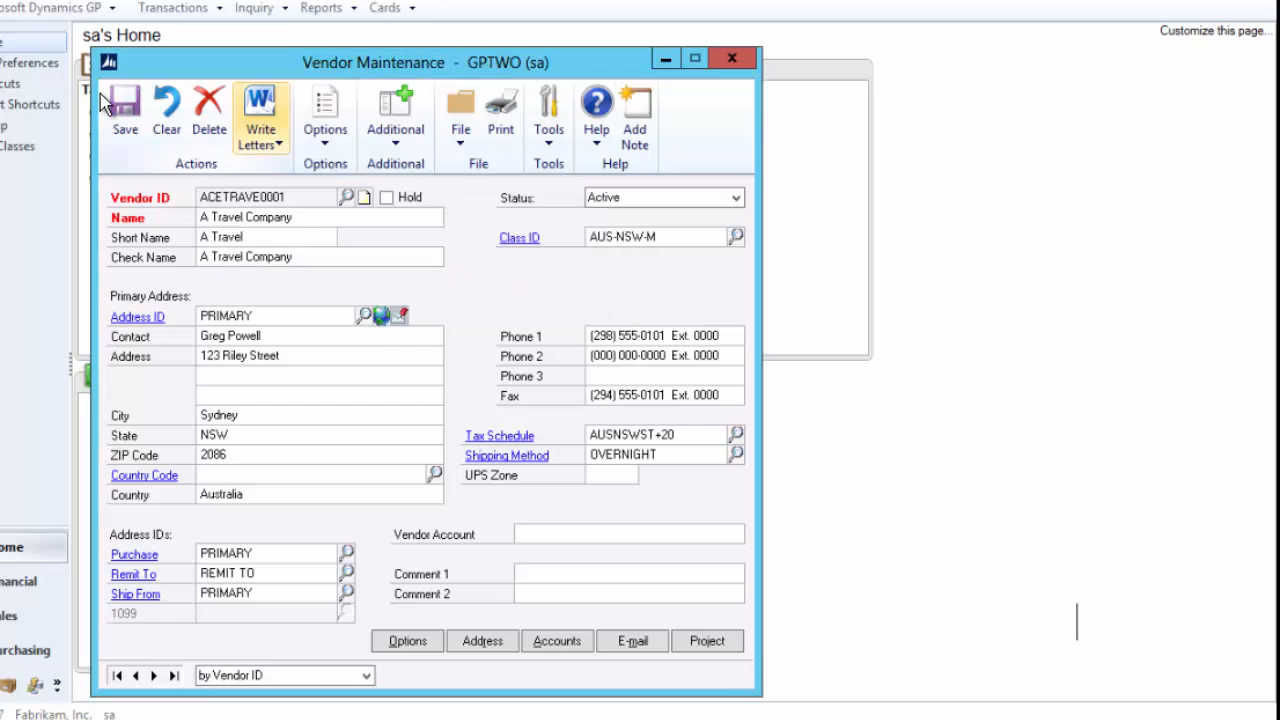 osoft Dynamics GP Transactions Inquiry Reports Cards
sa's Home
Customize this page...
e
references
cuts
t Shortcuts
p
Classes
Vendor Maintenance - GPTWO (sa)
Save Clear Delete Write Letters Options Additional File Print Tools Help Add Note
Actions Options Additional File Tools Help
Vendor ID ACETRAVE0001 Hold Status: Active
Name A Travel Company
Short Name A Travel Class ID AUS-NSW-M
Check Name A Travel Company
Primary Address:
Address ID PRIMARY
Contact Greg Powell Phone 1 (298) 555-0101 Ext. 0000
Address 123 Riley Street Phone 2 (000) 000-0000 Ext. 0000
Phone 3
Fax (294) 555-0101 Ext. 0000
City Sydney
State NSW Tax Schedule AUSNSWST+20
ZIP Code 2086 Shipping Method OVERNIGHT
Country Code UPS Zone
Country Australia
Address IDs: Vendor Account
Purchase PRIMARY
Remit To REMIT TO Comment 1
Ship From PRIMARY Comment 2
1099
Options Address Accounts E-mail Project
by Vendor ID
ome
nancial
les
rchasing
7 Fabrikam, Inc. sa